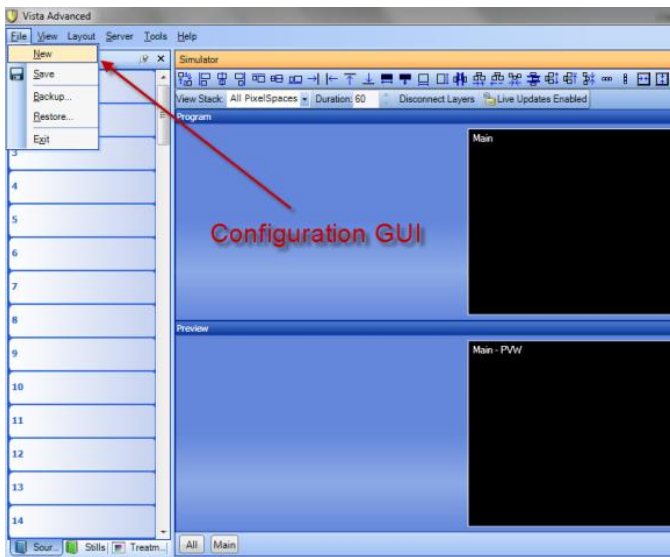 Vista Advanced
File View Layout Server Tools Help
New
Save
Backup...
Restore...
Exit
Simulator
View Stack: All PixelSpaces Duration: 60 Disconnect Layers Live Updates Enabled
Program
Main
Configuration GUI
3
4
5
6
7
8
Preview
Main - PVW
9
10
11
12
13
14
Sour... Stills Treatm...
All Main